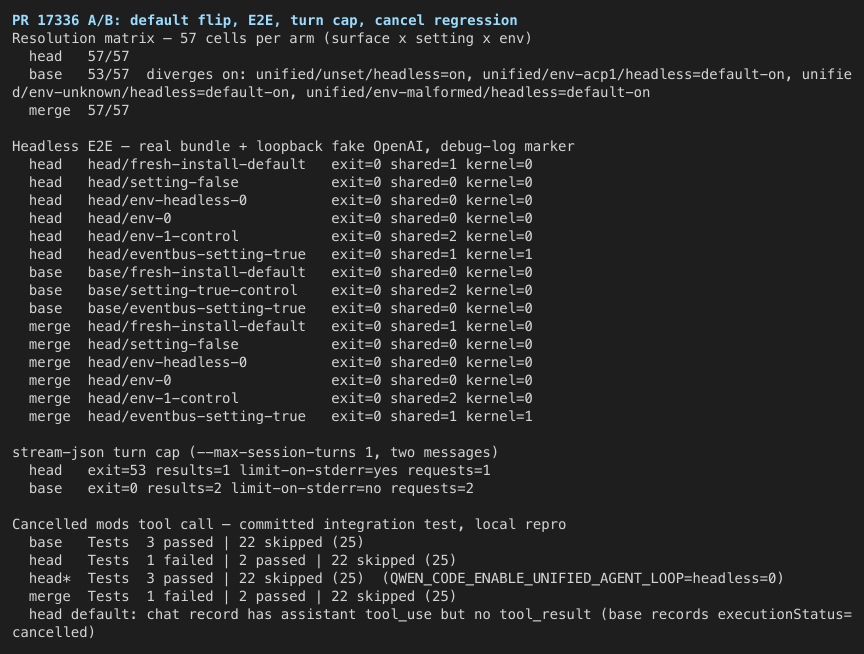 PR 17336 A/B: default flip, E2E, turn cap, cancel regression
Resolution matrix — 57 cells per arm (surface x setting x env)
  head   57/57
  base   53/57  diverges on: unified/unset/headless=on, unified/env-acp1/headless=default-on, unifie
d/env-unknown/headless=default-on, unified/env-malformed/headless=default-on
  merge  57/57

Headless E2E — real bundle + loopback fake OpenAI, debug-log marker
  head   head/fresh-install-default   exit=0 shared=1 kernel=0
  head   head/setting-false           exit=0 shared=0 kernel=0
  head   head/env-headless-0          exit=0 shared=0 kernel=0
  head   head/env-0                   exit=0 shared=0 kernel=0
  head   head/env-1-control           exit=0 shared=2 kernel=0
  head   head/eventbus-setting-true   exit=0 shared=1 kernel=1
  base   base/fresh-install-default   exit=0 shared=0 kernel=0
  base   base/setting-true-control    exit=0 shared=2 kernel=0
  base   base/eventbus-setting-true   exit=0 shared=0 kernel=0
  merge  head/fresh-install-default   exit=0 shared=1 kernel=0
  merge  head/setting-false           exit=0 shared=0 kernel=0
  merge  head/env-headless-0          exit=0 shared=0 kernel=0
  merge  head/env-0                   exit=0 shared=0 kernel=0
  merge  head/env-1-control           exit=0 shared=2 kernel=0
  merge  head/eventbus-setting-true   exit=0 shared=1 kernel=1

stream-json turn cap (--max-session-turns 1, two messages)
  head   exit=53 results=1 limit-on-stderr=yes requests=1
  base   exit=0 results=2 limit-on-stderr=no requests=2

Cancelled mods tool call — committed integration test, local repro
  base   Tests  3 passed | 22 skipped (25)
  head   Tests  1 failed | 2 passed | 22 skipped (25)
  head*  Tests  3 passed | 22 skipped (25)  (QWEN_CODE_ENABLE_UNIFIED_AGENT_LOOP=headless=0)
  merge  Tests  1 failed | 2 passed | 22 skipped (25)
  head default: chat record has assistant tool_use but no tool_result (base records executionStatus=
cancelled)